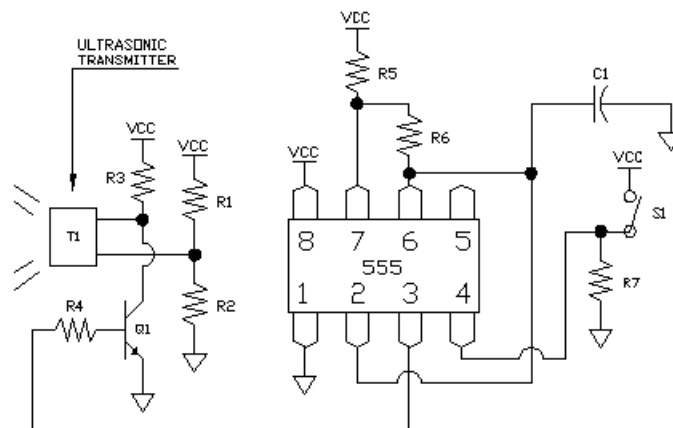 ULTRASONIC
TRANSMITTER
VCC
R3
VCC
R1
T1
R2
R4
Q1
VCC
R5
R6
C1
VCC
VCC
S1
R7
8 7 6 5
555
1 2 3 4